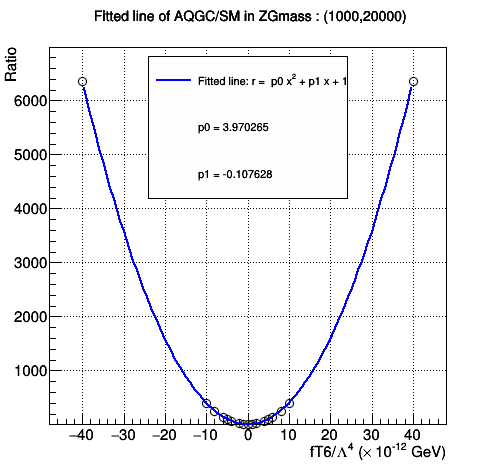 FItted line of AQGC/SM in ZGmass : (1000,20000)
Ratio
Fitted line: r = p0 x² + p1 x + 1
p0 = 3.970265
p1 = -0.107628
6000
5000
4000
3000
2000
1000
−40 −30 −20 −10 0 10 20 30 40
fT6/Λ⁴ (× 10⁻¹² GeV)